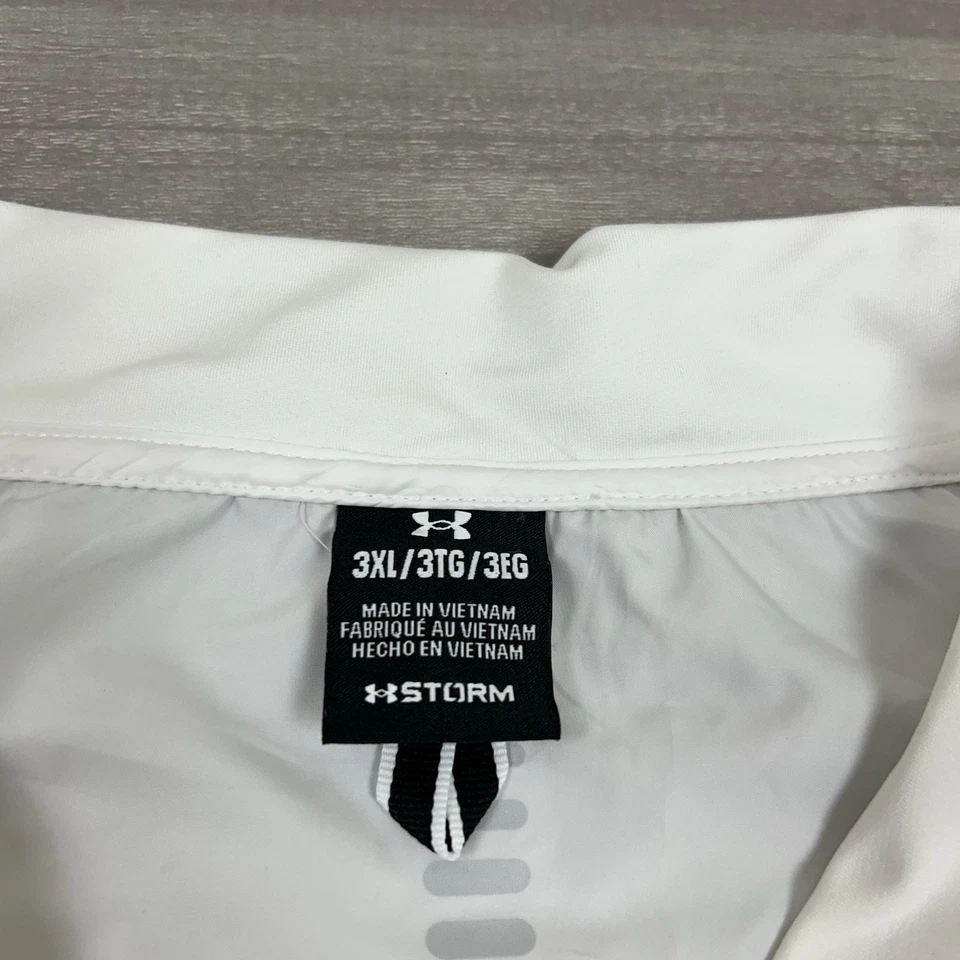 3XL/3TG/3EG
MADE IN VIETNAM
FABRIQUÉ AU VIETNAM
HECHO EN VIETNAM
STORM